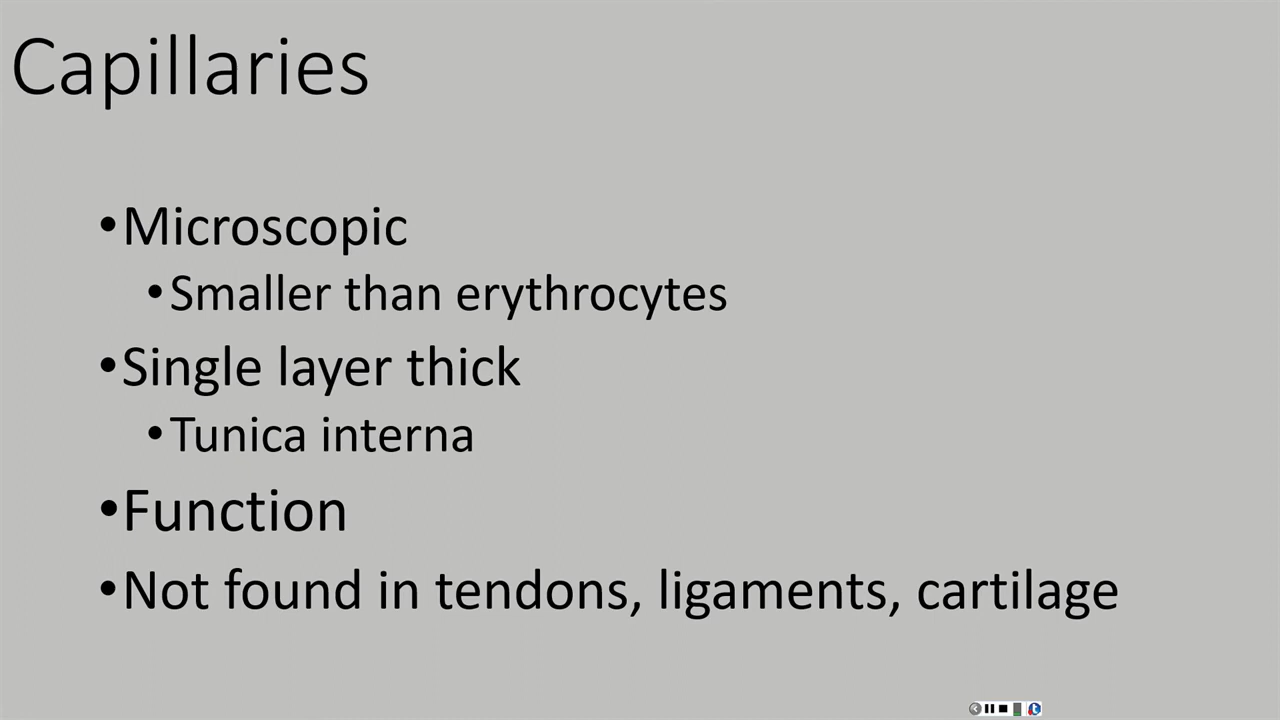 Capillaries
•Microscopic
•Smaller than erythrocytes
•Single layer thick
•Tunica interna
•Function
•Not found in tendons, ligaments, cartilage